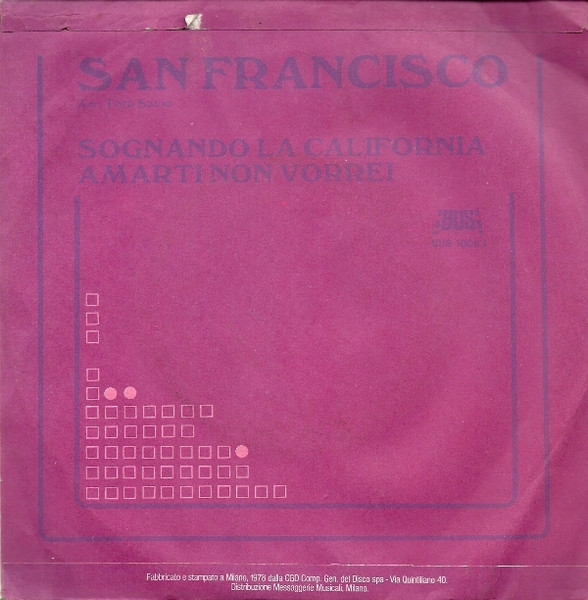 SAN FRANCISCO
SOGNANDO LA CALIFORNIA
AMARTI NON VORREI
Fabbricato e stampato a Milano, 1978 dalla CGD Comp. Gen. del Disco spa - Via Quintiliano 40.
Distribuzione Messaggerie Musicali, Milano.